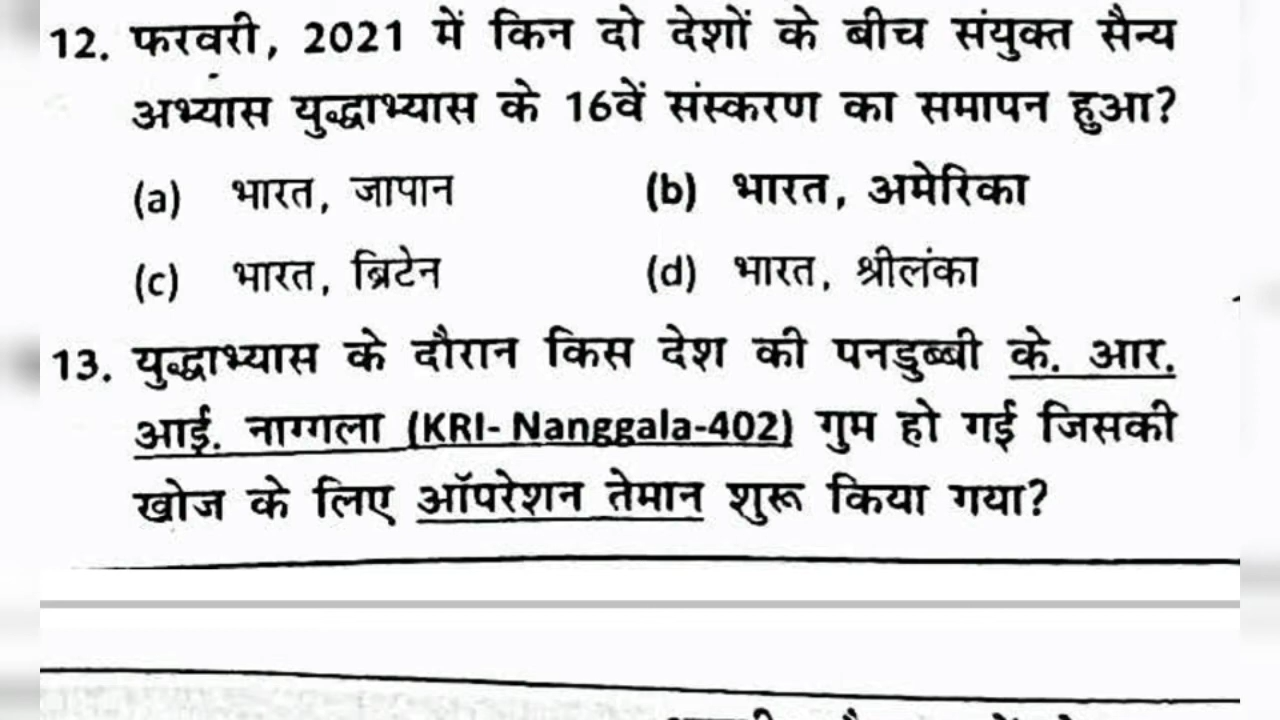 12. फरवरी, 2021 में किन दो देशों के बीच संयुक्त सैन्य
अभ्यास युद्धाभ्यास के 16वें संस्करण का समापन हुआ?
(a) भारत, जापान (b) भारत, अमेरिका
(c) भारत, ब्रिटेन (d) भारत, श्रीलंका
13. युद्धाभ्यास के दौरान किस देश की पनडुब्बी के. आर.
आई. नाग्गला (KRI- Nanggala-402) गुम हो गई जिसकी
खोज के लिए ऑपरेशन तेमान शुरू किया गया?